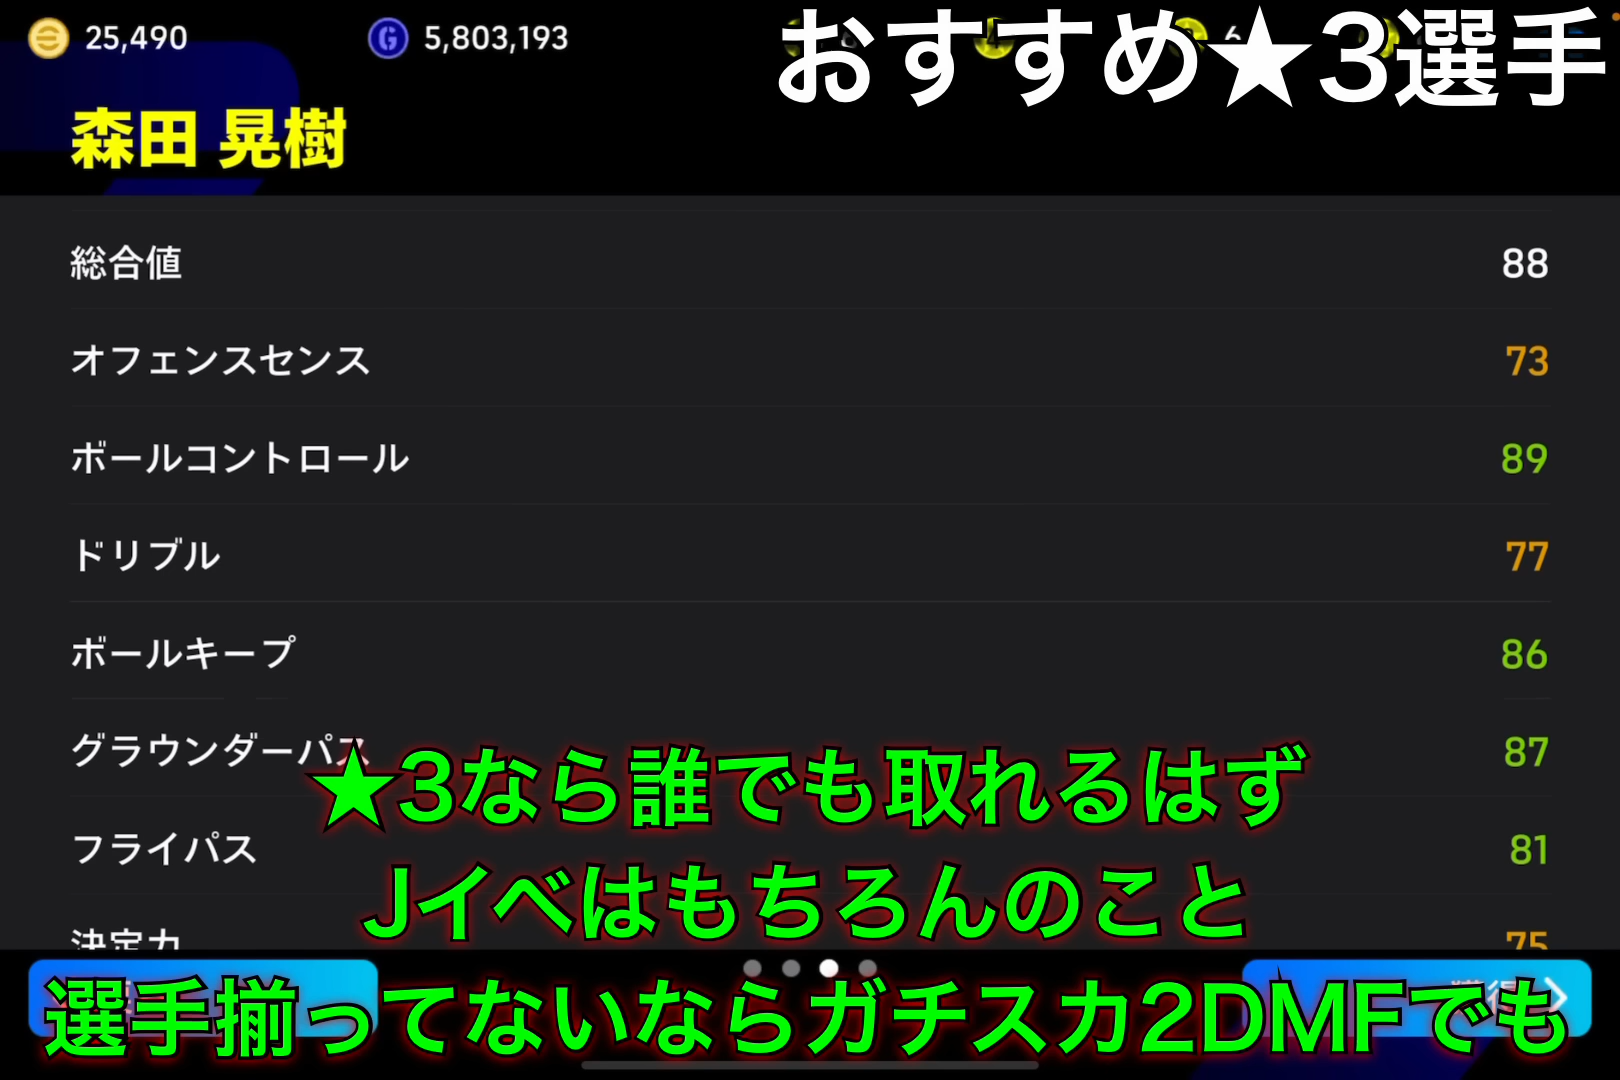 25,490
5,803,193
おすすめ★3選手
森田 晃樹
総合値 88
オフェンスセンス 73
ボールコントロール 89
ドリブル 77
ボールキープ 86
グラウンダーパス 87
フライパス 81
決定力 75
★3なら誰でも取れるはず
Jイベはもちろんのこと
選手揃ってないならガチスカ2DMFでも